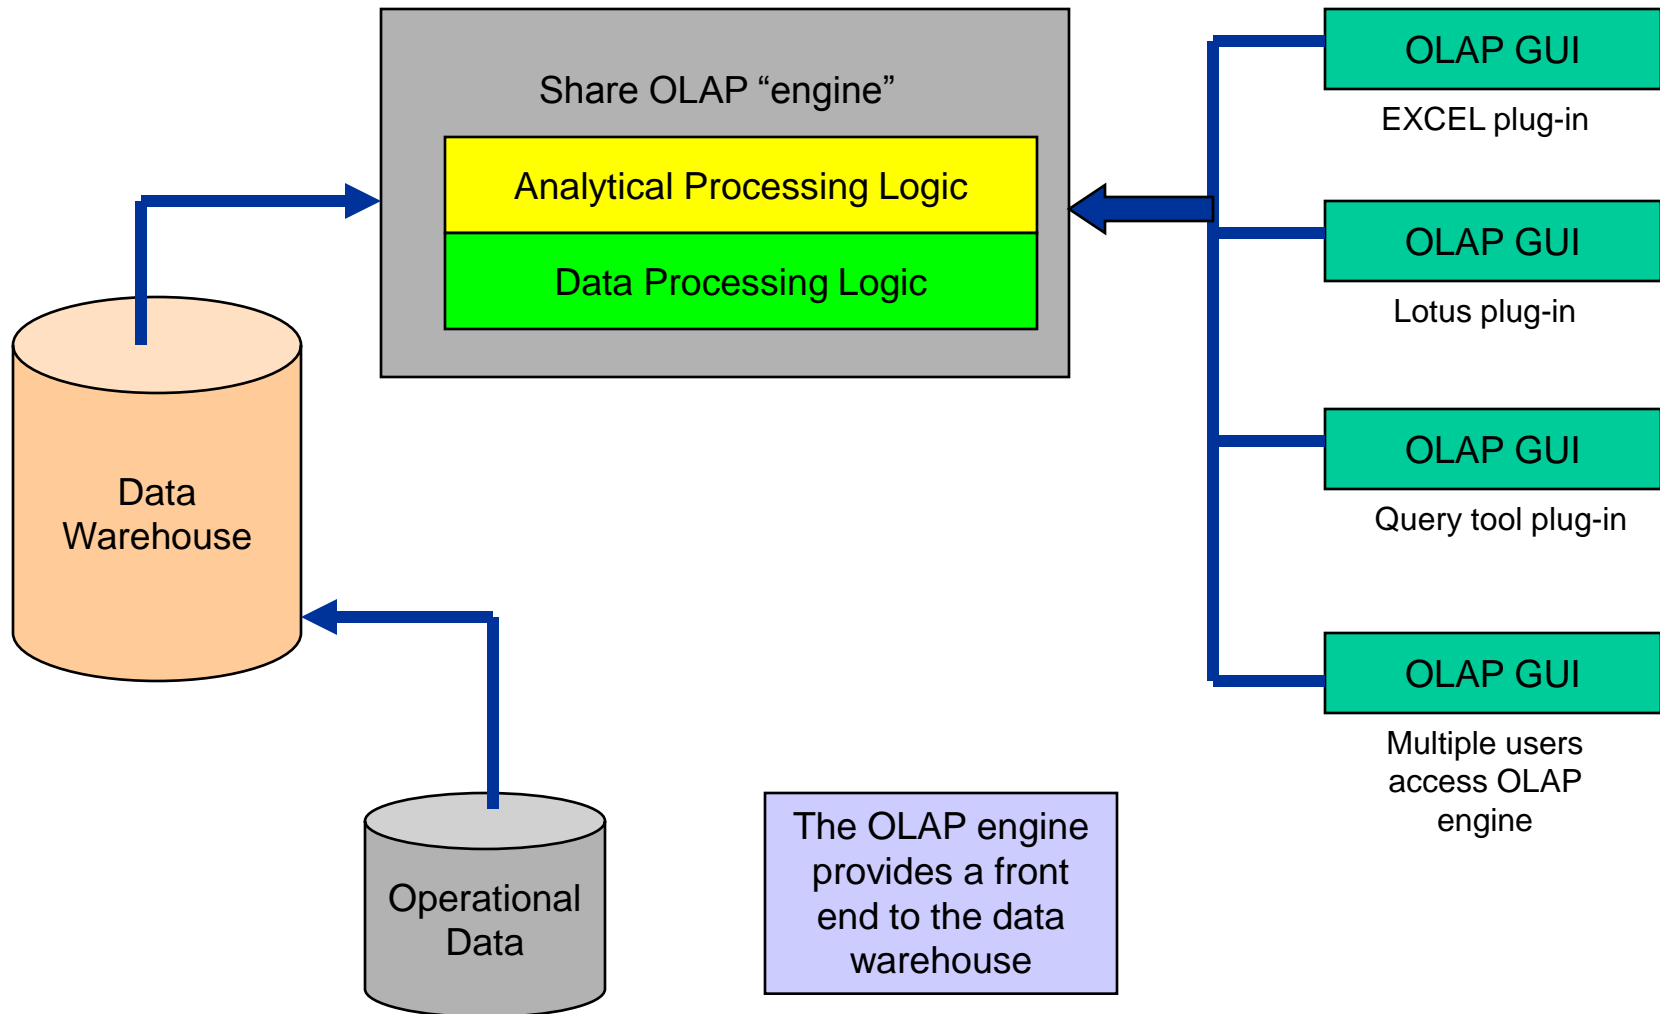 Share OLAP “engine”
Analytical Processing Logic
Data Processing Logic
OLAP GUI
EXCEL plug-in
OLAP GUI
Lotus plug-in
OLAP GUI
Query tool plug-in
OLAP GUI
Multiple users
access OLAP
engine
Data
Warehouse
Operational
Data
The OLAP engine
provides a front
end to the data
warehouse